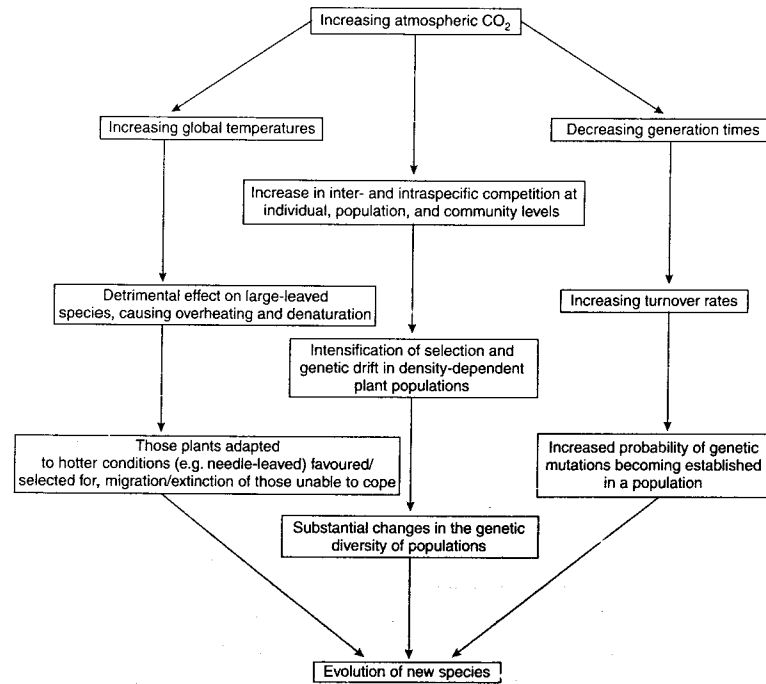 Increasing atmospheric CO₂
Increasing global temperatures
Decreasing generation times
Increase in inter- and intraspecific competition at
individual, population, and community levels
Detrimental effect on large-leaved
species, causing overheating and denaturation
Increasing turnover rates
Intensification of selection and
genetic drift in density-dependent
plant populations
Those plants adapted
to hotter conditions (e.g. needle-leaved) favoured/
selected for, migration/extinction of those unable to cope
Increased probability of genetic
mutations becoming established
in a population
Substantial changes in the genetic
diversity of populations
Evolution of new species